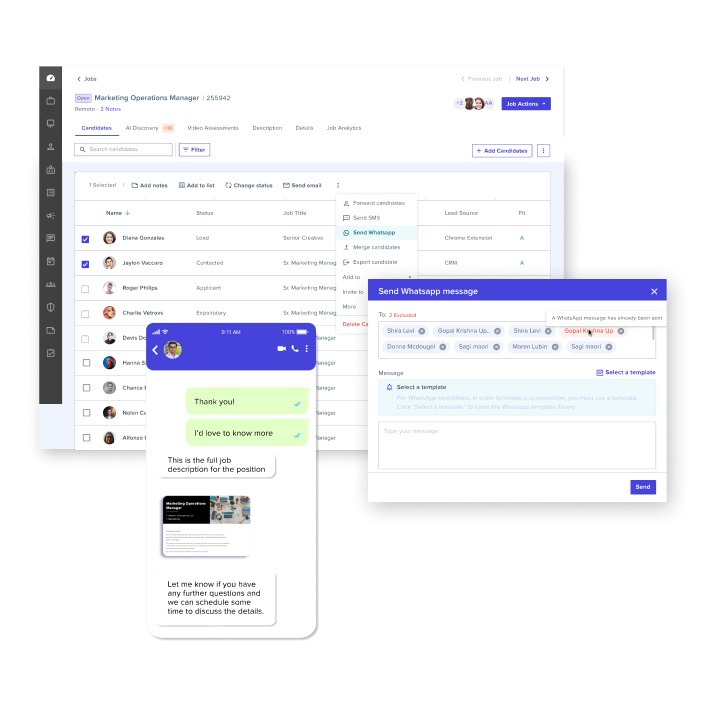 Jobs
Previous Job | Next Job
Open Marketing Operations Manager | 255942
Remote - 2 Notes
+2 AA
Job Actions
Candidates AI Discovery +10 Video Assessments Description Details Job Analytics
Search candidates
Filter
+ Add Candidates
1 Selected | Add notes Add to list Change status Send email
Name Status Job Title Lead Source Fit
Diana Gonzales Lead Senior Creative Chrome Extension A
Jaylon Vaccaro Contacted Sr. Marketing Manag CRM A
Roger Philips Applicant Sr. Marketing Manag
Charlie Vetrovs Exploitory Sr. Marketing Manag
Davis Do Manager
Hanna S Manager
Chance Manager
Nolan Ca Manager
Alfonso Manager
Forward candidates
Send SMS
Send Whatsapp
Merge candidates
Export candidate
Add to
Invite to
More
Delete Ca
Send Whatsapp message
To: 2 Excluded
A WhatsApp message has already been sent
Shira Levi Gopal Krishna Up.. Shira Levi Gopal Krishna Up
Donna Mcdougel Sagi maori Maren Lubin Sagi maori
Message
Select a template
Select a template
Per WhatsApp restrictions, in order to initiate a conversation, you must use a template.
Click "Select a template" to open the Whatsapp template library.
Type your message
Send
9:11 AM 100%
Thank you!
I'd love to know more
This is the full job
description for the position
Marketing Operations
Manager
Let me know if you have
any further questions and
we can schedule some
time to discuss the details.